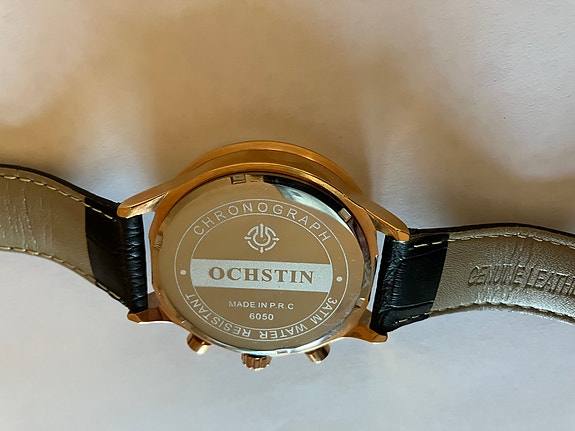 CHRONOGRAPH
OCHSTIN
MADE IN P.R.C
6050
3ATM WATER RESISTANT
GENUINE LEATHER